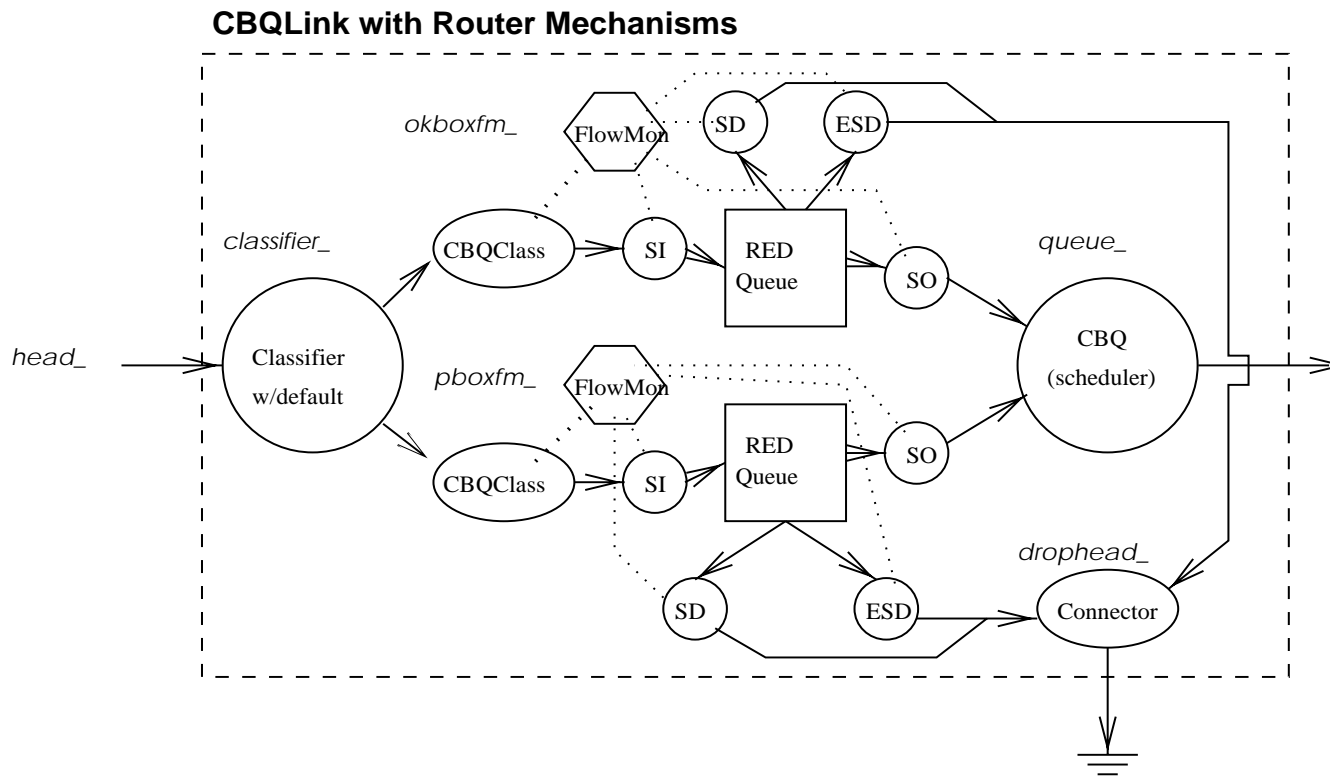 CBQLink with Router Mechanisms
okboxfm_
FlowMon
SD
ESD
classifier_
CBQClass
SI
RED
Queue
SO
queue_
head_
Classifier
w/default
CBQ
(scheduler)
pboxfm_
FlowMon
CBQClass
SI
RED
Queue
SO
drophead_
SD
ESD
Connector